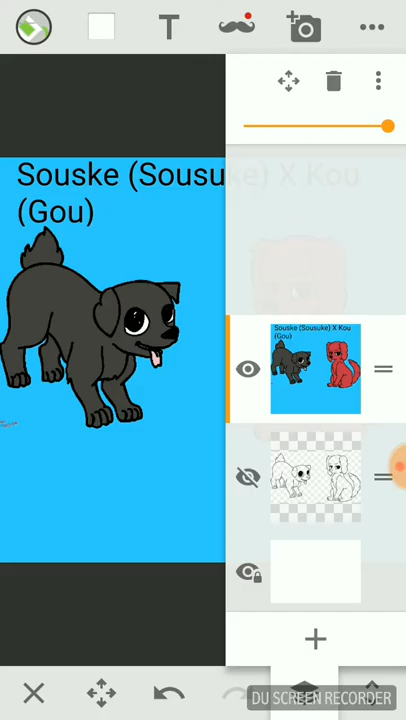 T
Souske (Sousuke) X Kou
(Gou)
Souske (Sousuke) X Kou
(Gou)
DU SCREEN RECORDER